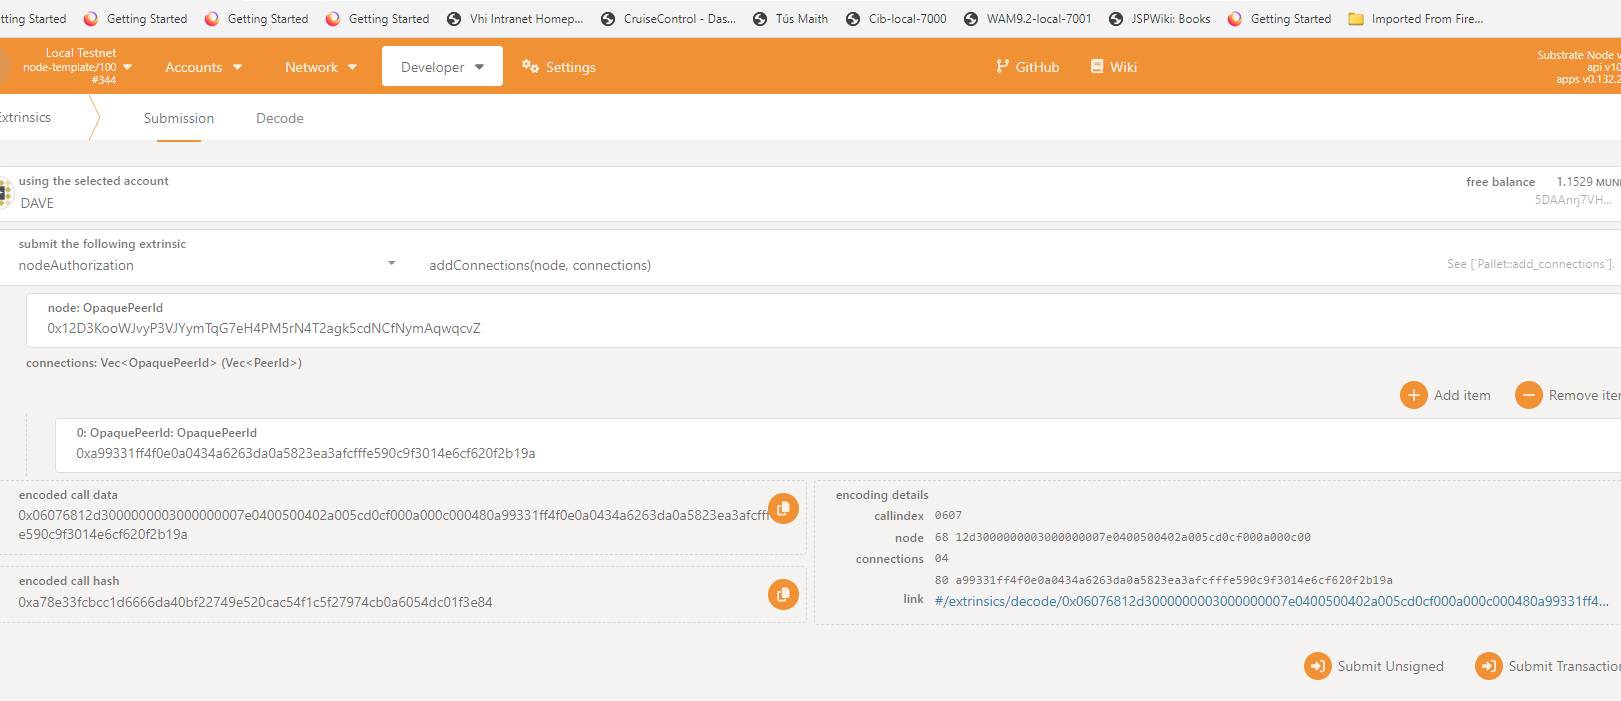 tting Started Getting Started Getting Started Getting Started Vhi Intranet Homep... CruiseControl - Das... Tús Maith Cib-local-7000 WAM9.2-local-7001 JSPWiki: Books Getting Started Imported From Fire...
Local Testnet
node-template/100
#344
Accounts Network Developer Settings GitHub Wiki
Substrate Node v
api v10
apps v0.132.2
Extrinsics Submission Decode
using the selected account
DAVE
free balance 1.1529 MUNI
5DAAnrj7VH...
submit the following extrinsic
nodeAuthorization addConnections(node, connections) See [`Pallet::add_connections`].
node: OpaquePeerId
0x12D3KooWJvyP3VJYymTqG7eH4PM5rN4T2agk5cdNCfNymAqwqcvZ
connections: Vec<OpaquePeerId> (Vec<PeerId>)
Add item Remove iter
0: OpaquePeerId: OpaquePeerId
0xa99331ff4f0e0a0434a6263da0a5823ea3afcfffe590c9f3014e6cf620f2b19a
encoded call data
0x06076812d3000000003000000007e0400500402a005cd0cf000a000c000480a99331ff4f0e0a0434a6263da0a5823ea3afcfff
e590c9f3014e6cf620f2b19a
encoded call hash
0xa78e33fcbcc1d6666da40bf22749e520cac54f1c5f27974cb0a6054dc01f3e84
encoding details
callindex 0607
node 68 12d3000000003000000007e0400500402a005cd0cf000a000c00
connections 04
80 a99331ff4f0e0a0434a6263da0a5823ea3afcfffe590c9f3014e6cf620f2b19a
link #/extrinsics/decode/0x06076812d3000000003000000007e0400500402a005cd0cf000a000c000480a99331ff4...
Submit Unsigned Submit Transaction